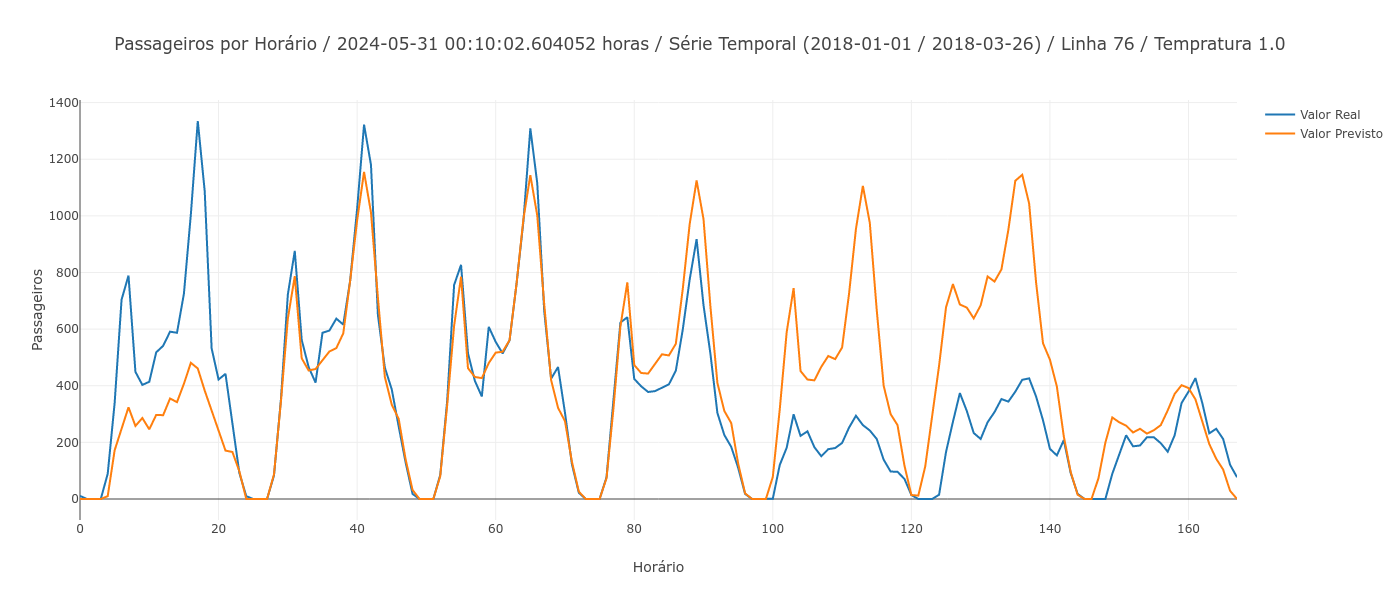 Passageiros por Horário / 2024-05-31 00:10:02.604052 horas / Série Temporal (2018-01-01 / 2018-03-26) / Linha 76 / Tempratura 1.0
Valor Real
Valor Previsto
Passageiros
1400
1200
1000
800
600
400
200
0
0 20 40 60 80 100 120 140 160
Horário